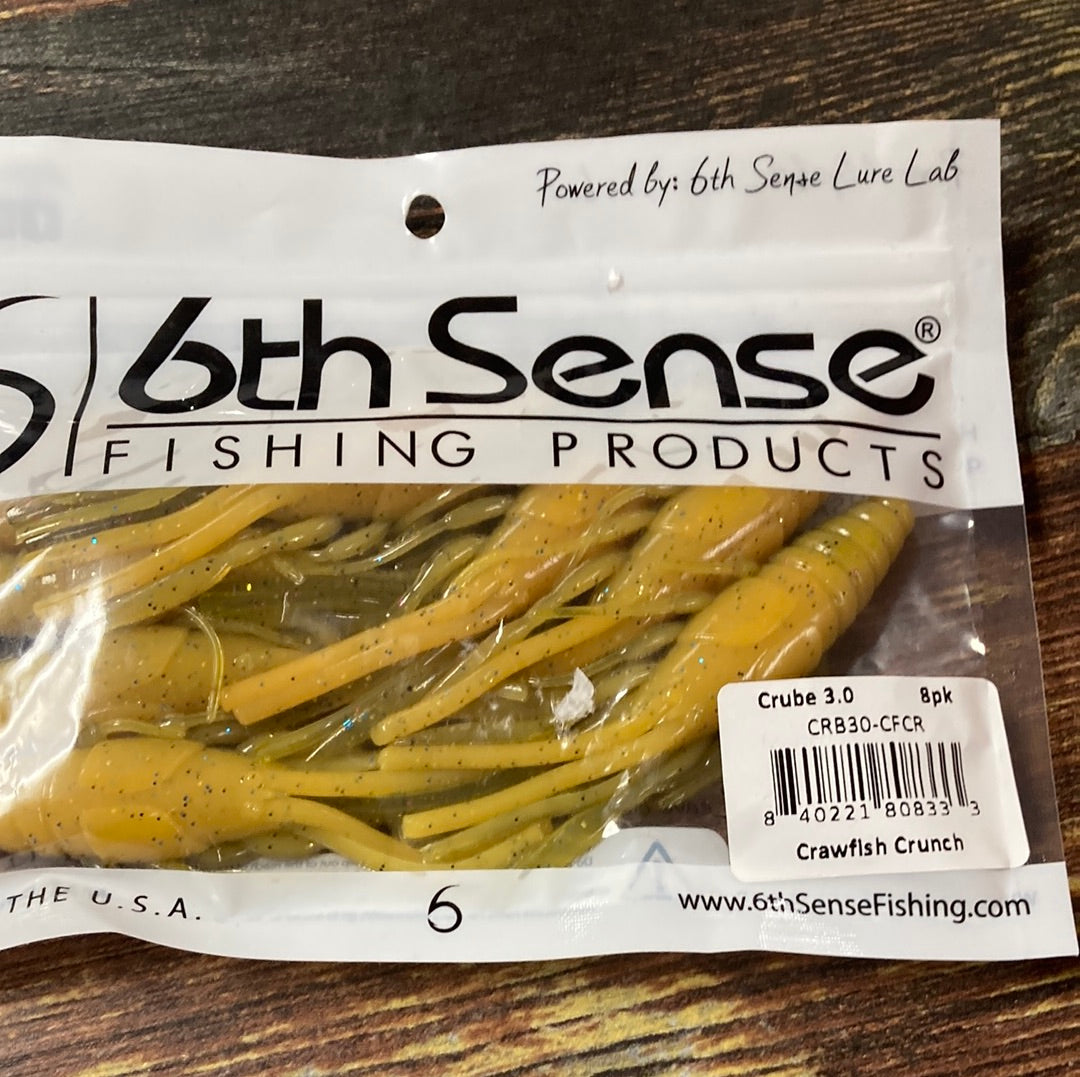 Powered by: 6th Sense Lure Lab
6th Sense®
FISHING PRODUCTS
Crube 3.0 8pk
CRB30-CFCR
8 40221 80833 3
Crawfish Crunch
THE U.S.A.
6
www.6thSenseFishing.com